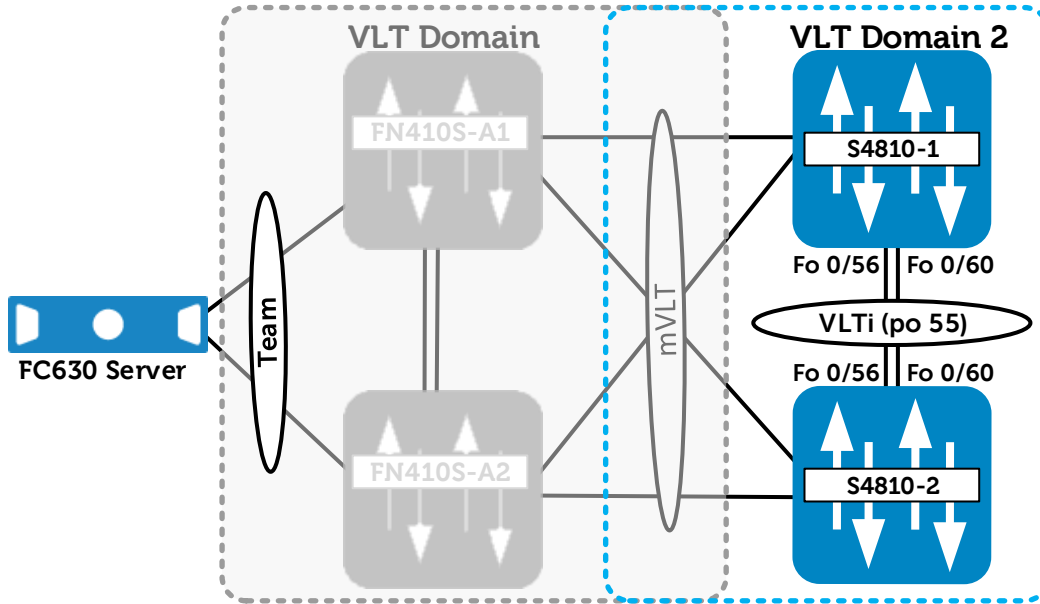 VLT Domain
VLT Domain 2
FN410S-A1
S4810-1
Fo 0/56
Fo 0/60
Team
mVLT
VLTi (po 55)
FC630 Server
Fo 0/56
Fo 0/60
FN410S-A2
S4810-2